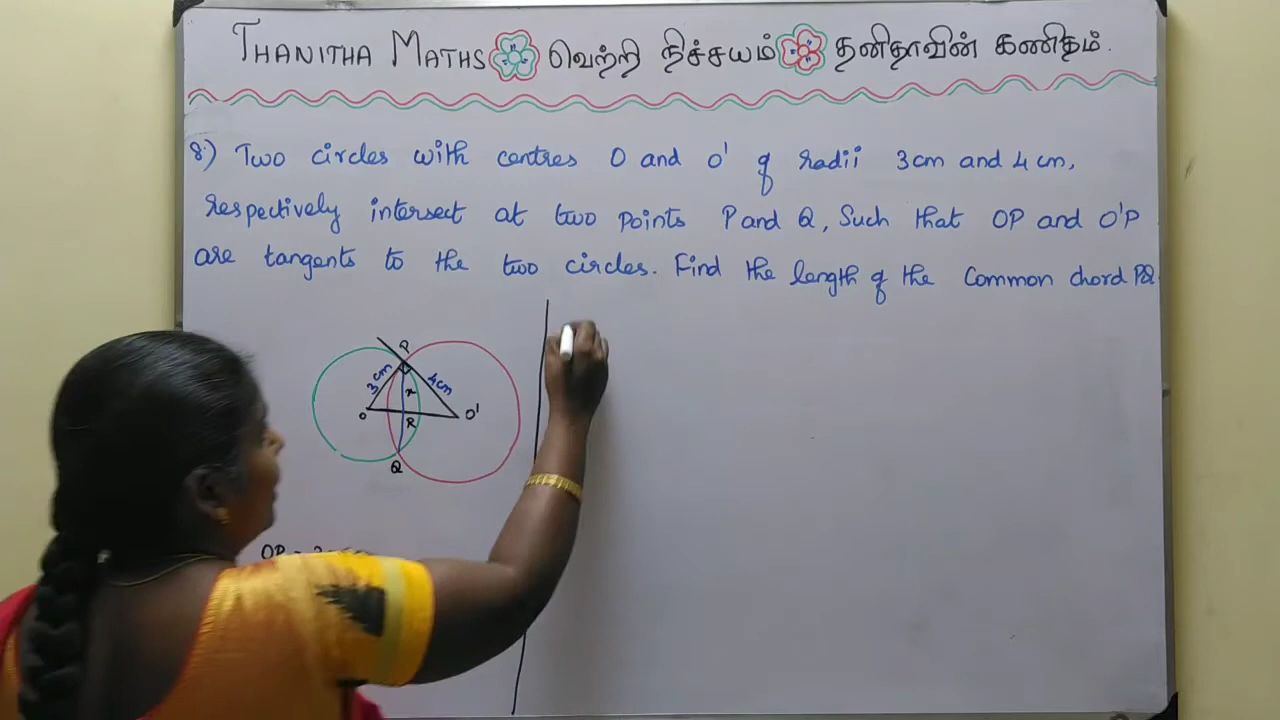 THANITHA MATHS வெற்றி நிச்சயம் தனிதாவின் கணிதம்.
8.) Two circles with centres O and O' of radii 3cm and 4cm,
respectively intersect at two points P and Q, Such that OP and O'P
are tangents to the two circles. Find the length of the Common chord PQ.
P
3cm
4cm
x
O
R
O'
Q
OP =